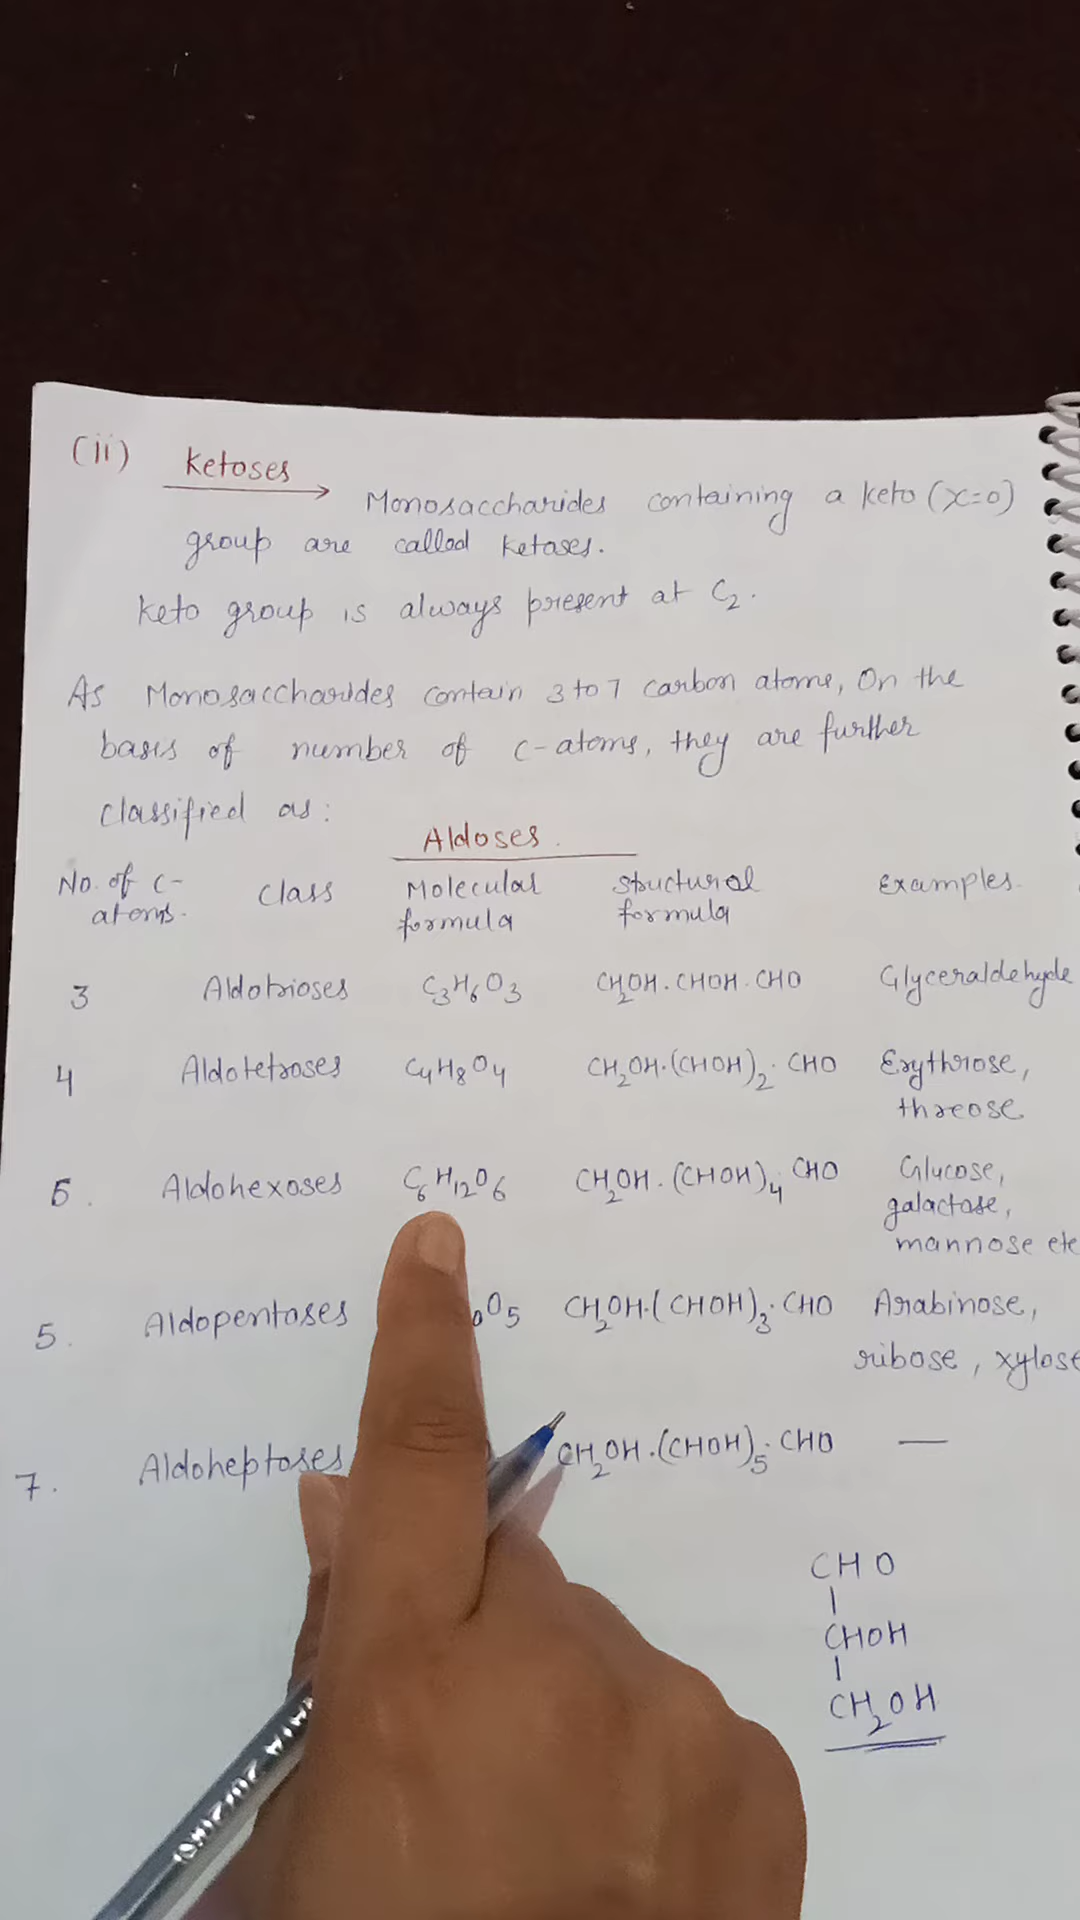 (ii) Ketoses
Monosaccharides containing a keto (x=0)
group are called ketoses.
Keto group is always present at C2.
As Monosaccharides contain 3 to 7 carbon atoms, On the
basis of number of C-atoms, they are further
classified as:
Aldoses.
No. of C-atoms. Class Molecular formula Structural formula Examples.
3 Aldotrioses C3H6O3 CH2OH.CHOH.CHO Glyceraldehyde
4 Aldotetroses C4H8O4 CH2OH.(CHOH)2.CHO Erythrose,
threose
6. Aldohexoses C6H12O6 CH2OH.(CHOH)4.CHO Glucose,
galactose,
mannose etc
5. Aldopentoses O5 CH2OH.(CHOH)3.CHO Arabinose,
ribose, xylose
7. Aldoheptoses CH2OH.(CHOH)5.CHO —
CHO
|
CHOH
|
CH2OH